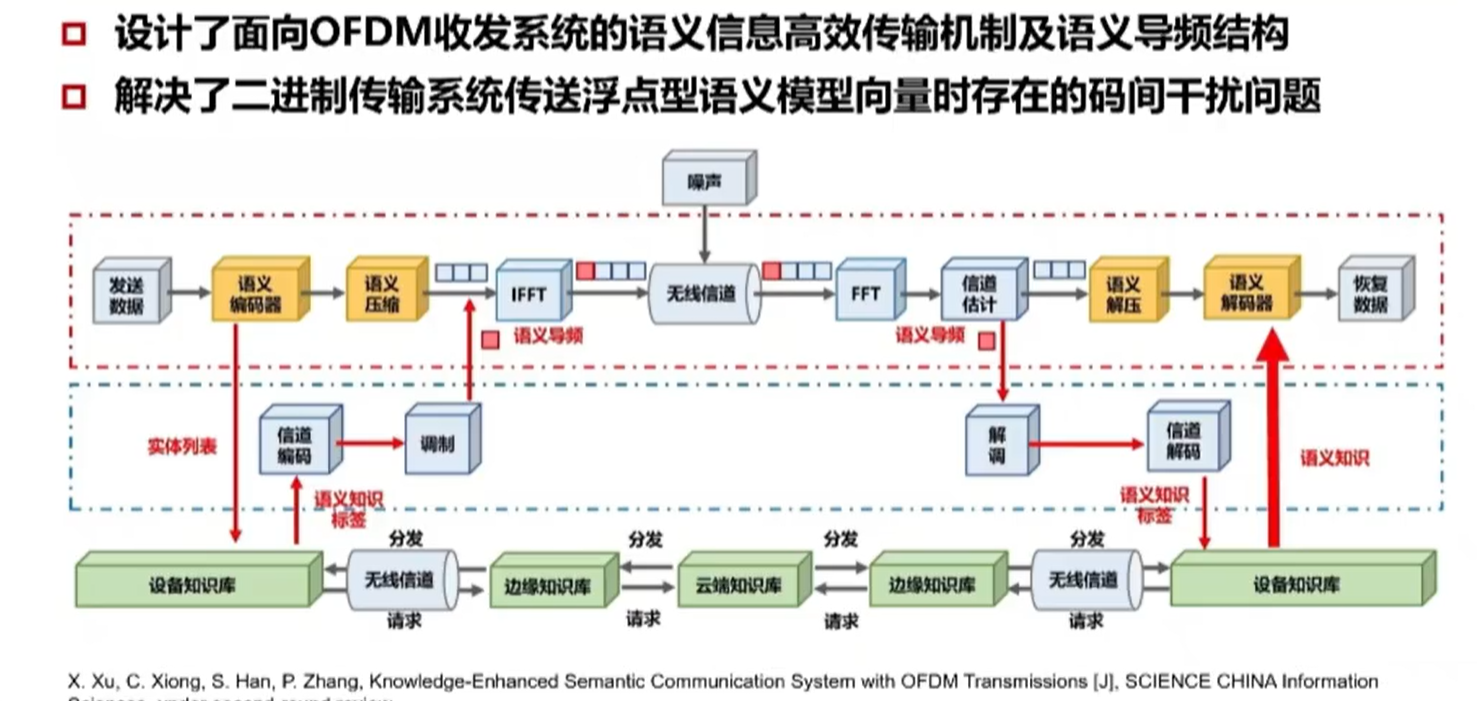 设计了面向OFDM收发系统的语义信息高效传输机制及语义导频结构
解决了二进制传输系统传送浮点型语义模型向量时存在的码间干扰问题
噪声
发送
数据
语义
编码器
语义
压缩
IFFT
无线信道
FFT
信道
估计
语义
解压
语义
解码器
恢复
数据
语义导频
语义导频
实体列表
信道
编码
调制
解
调
信道
解码
语义知识
语义知识
标签
语义知识
标签
分发
分发
分发
分发
设备知识库
无线信道
边缘知识库
云端知识库
边缘知识库
无线信道
设备知识库
请求
请求
请求
请求
X. Xu, C. Xiong, S. Han, P. Zhang, Knowledge-Enhanced Semantic Communication System with OFDM Transmissions [J], SCIENCE CHINA Information